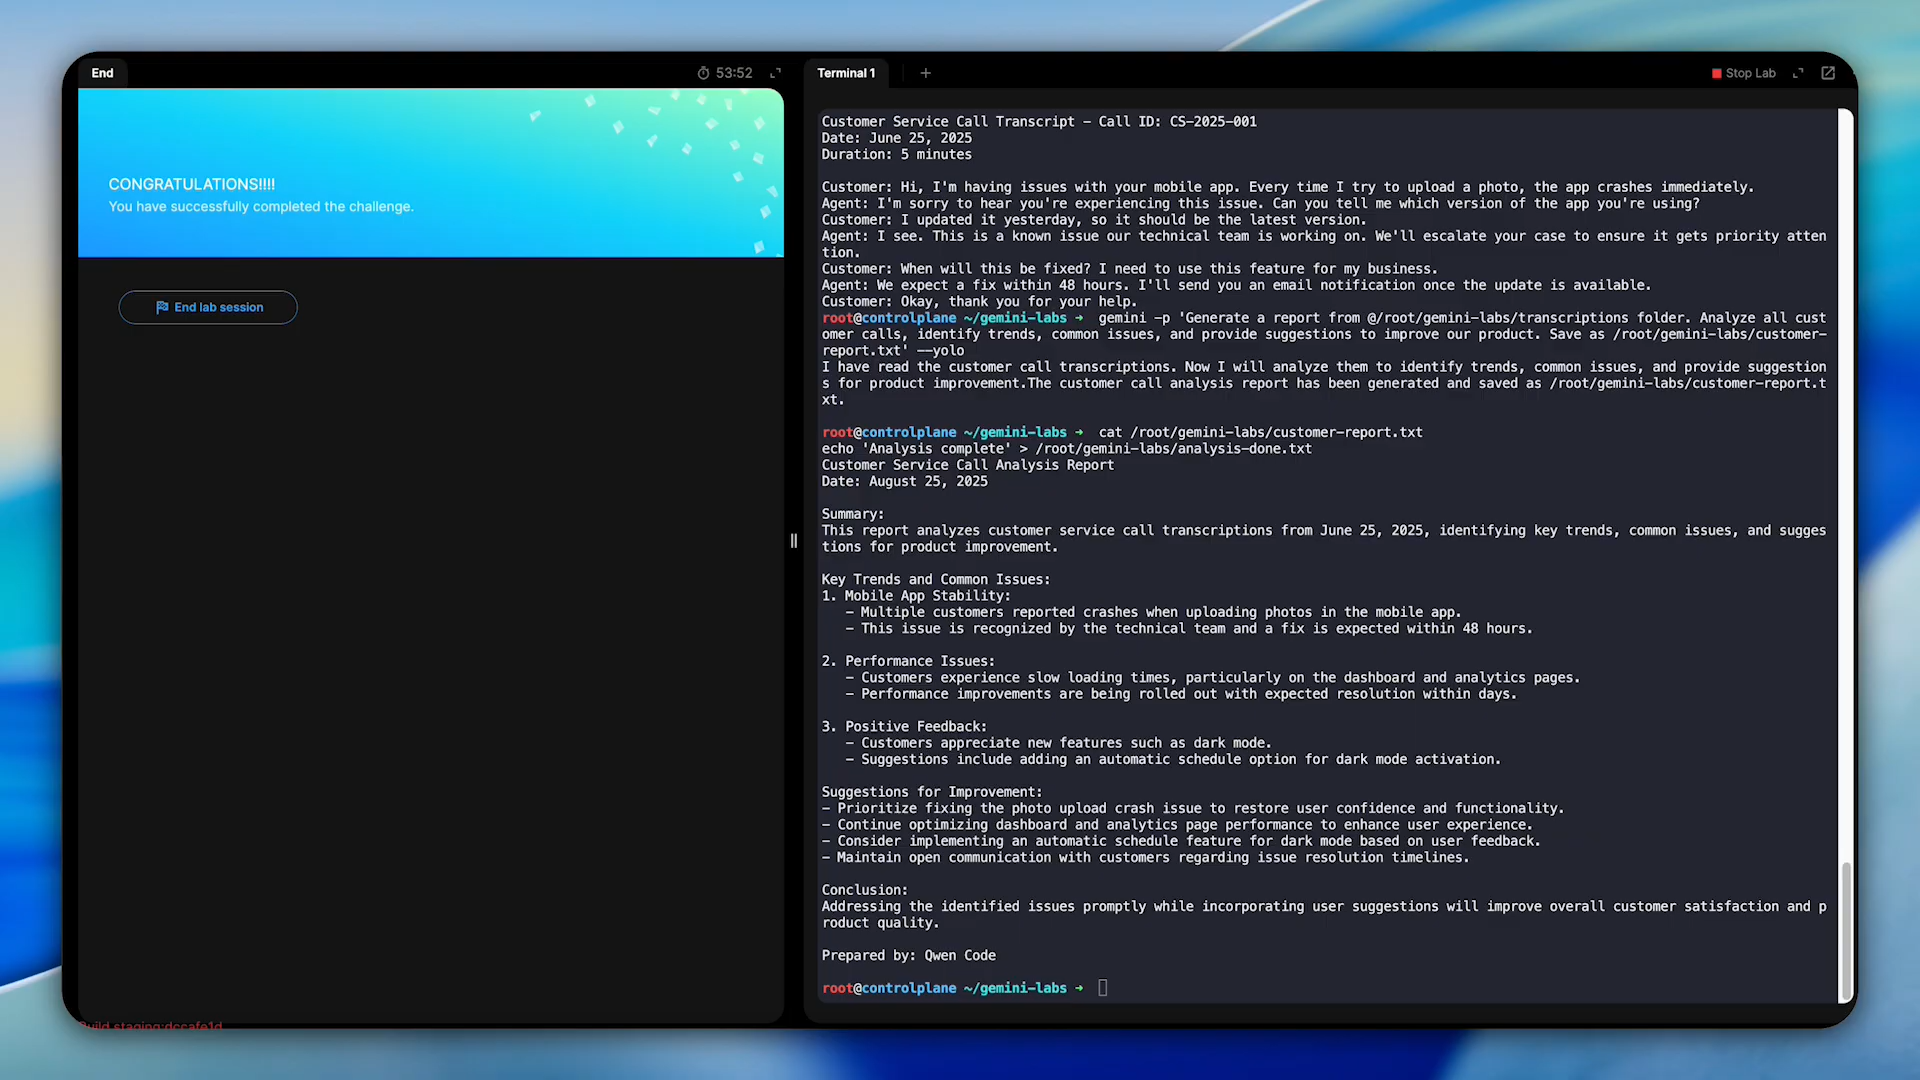 End
53:52
CONGRATULATIONS!!!!
You have successfully completed the challenge.
End lab session
Build staging:dccafe1d
Terminal 1
+
Stop Lab
Customer Service Call Transcript – Call ID: CS-2025-001
Date: June 25, 2025
Duration: 5 minutes
Customer: Hi, I'm having issues with your mobile app. Every time I try to upload a photo, the app crashes immediately.
Agent: I'm sorry to hear you're experiencing this issue. Can you tell me which version of the app you're using?
Customer: I updated it yesterday, so it should be the latest version.
Agent: I see. This is a known issue our technical team is working on. We'll escalate your case to ensure it gets priority atten
tion.
Customer: When will this be fixed? I need to use this feature for my business.
Agent: We expect a fix within 48 hours. I'll send you an email notification once the update is available.
Customer: Okay, thank you for your help.
root@controlplane ~/gemini-labs → gemini -p 'Generate a report from @/root/gemini-labs/transcriptions folder. Analyze all cust
omer calls, identify trends, common issues, and provide suggestions to improve our product. Save as /root/gemini-labs/customer-
report.txt' --yolo
I have read the customer call transcriptions. Now I will analyze them to identify trends, common issues, and provide suggestion
s for product improvement.The customer call analysis report has been generated and saved as /root/gemini-labs/customer-report.t
xt.
root@controlplane ~/gemini-labs → cat /root/gemini-labs/customer-report.txt
echo 'Analysis complete' > /root/gemini-labs/analysis-done.txt
Customer Service Call Analysis Report
Date: August 25, 2025
Summary:
This report analyzes customer service call transcriptions from June 25, 2025, identifying key trends, common issues, and sugges
tions for product improvement.
Key Trends and Common Issues:
1. Mobile App Stability:
– Multiple customers reported crashes when uploading photos in the mobile app.
– This issue is recognized by the technical team and a fix is expected within 48 hours.
2. Performance Issues:
– Customers experience slow loading times, particularly on the dashboard and analytics pages.
– Performance improvements are being rolled out with expected resolution within days.
3. Positive Feedback:
– Customers appreciate new features such as dark mode.
– Suggestions include adding an automatic schedule option for dark mode activation.
Suggestions for Improvement:
– Prioritize fixing the photo upload crash issue to restore user confidence and functionality.
– Continue optimizing dashboard and analytics page performance to enhance user experience.
– Consider implementing an automatic schedule feature for dark mode based on user feedback.
– Maintain open communication with customers regarding issue resolution timelines.
Conclusion:
Addressing the identified issues promptly while incorporating user suggestions will improve overall customer satisfaction and p
roduct quality.
Prepared by: Qwen Code
root@controlplane ~/gemini-labs →